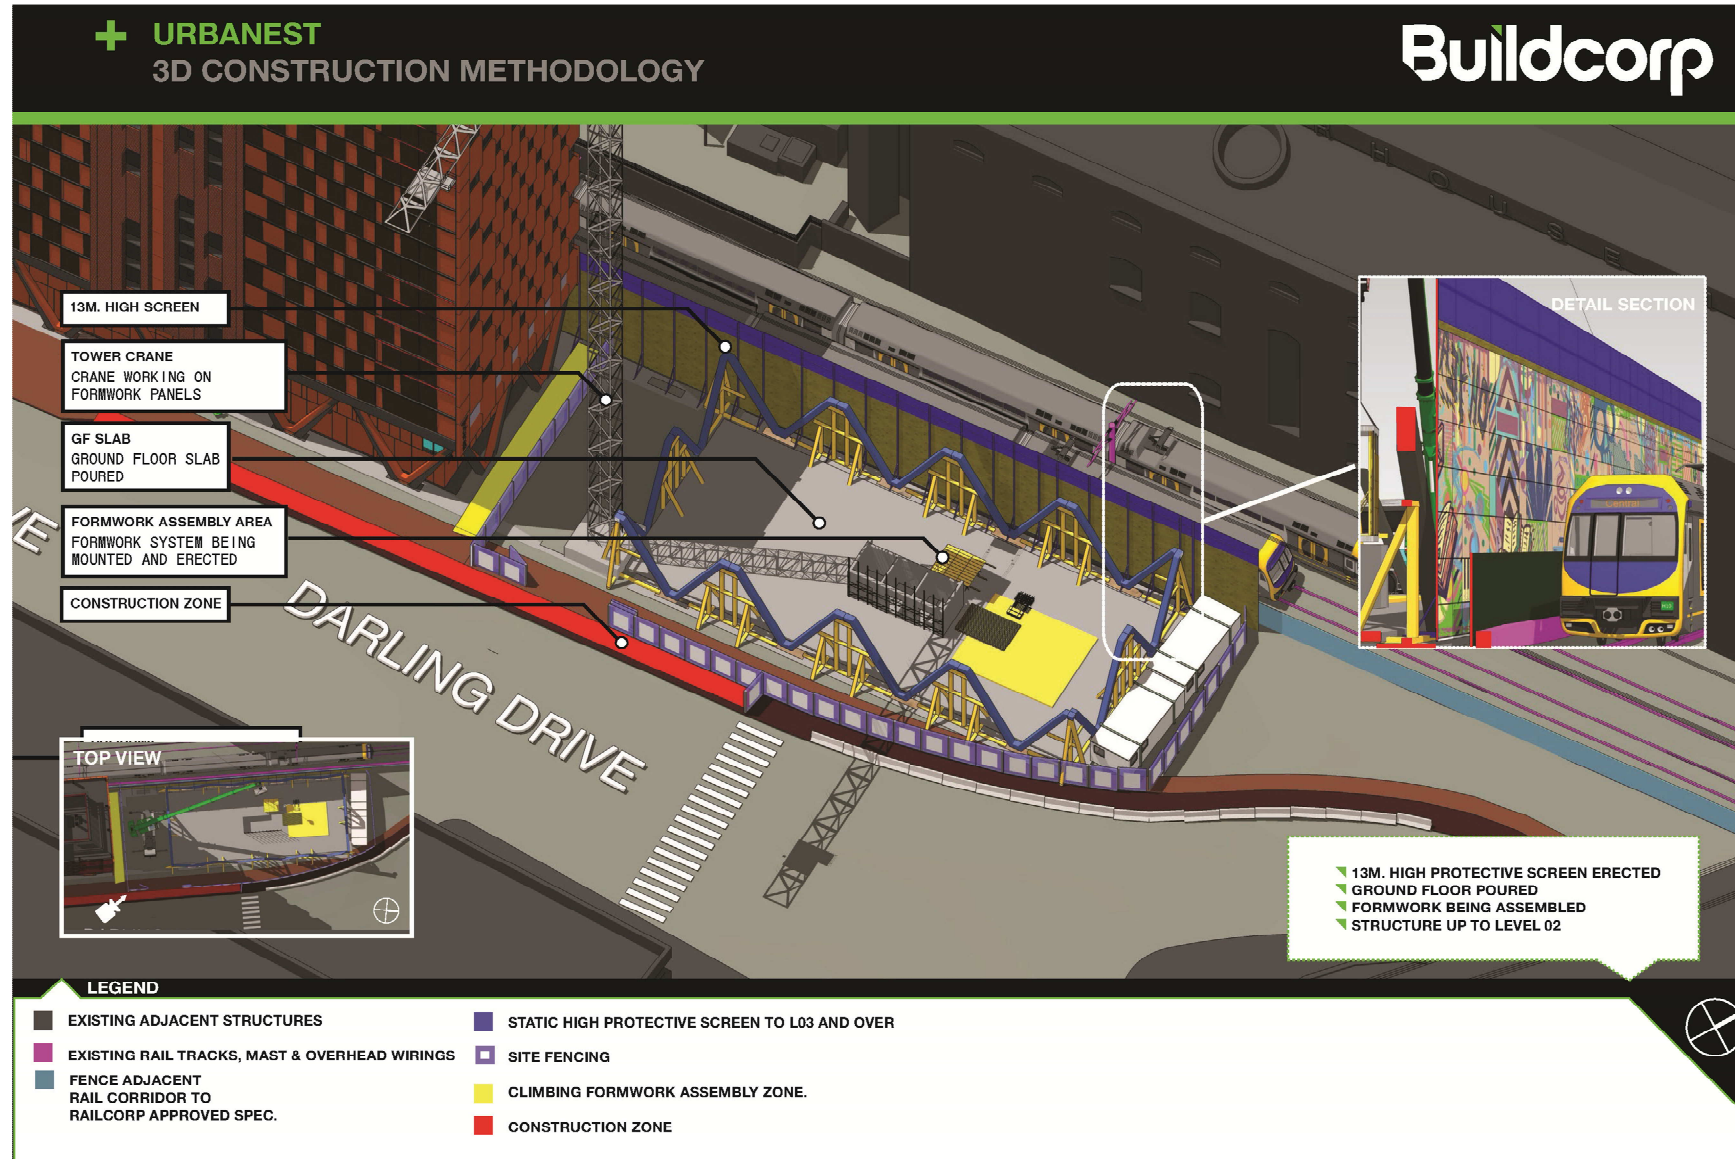 URBANEST
3D CONSTRUCTION METHODOLOGY
Buildcorp
13M. HIGH SCREEN
TOWER CRANE
CRANE WORKING ON
FORMWORK PANELS
GF SLAB
GROUND FLOOR SLAB
POURED
FORMWORK ASSEMBLY AREA
FORMWORK SYSTEM BEING
MOUNTED AND ERECTED
CONSTRUCTION ZONE
DARLING DRIVE
VE
HOUSE
DETAIL SECTION
Central
TOP VIEW
13M. HIGH PROTECTIVE SCREEN ERECTED
GROUND FLOOR POURED
FORMWORK BEING ASSEMBLED
STRUCTURE UP TO LEVEL 02
LEGEND
EXISTING ADJACENT STRUCTURES
EXISTING RAIL TRACKS, MAST & OVERHEAD WIRINGS
FENCE ADJACENT
RAIL CORRIDOR TO
RAILCORP APPROVED SPEC.
STATIC HIGH PROTECTIVE SCREEN TO L03 AND OVER
SITE FENCING
CLIMBING FORMWORK ASSEMBLY ZONE.
CONSTRUCTION ZONE